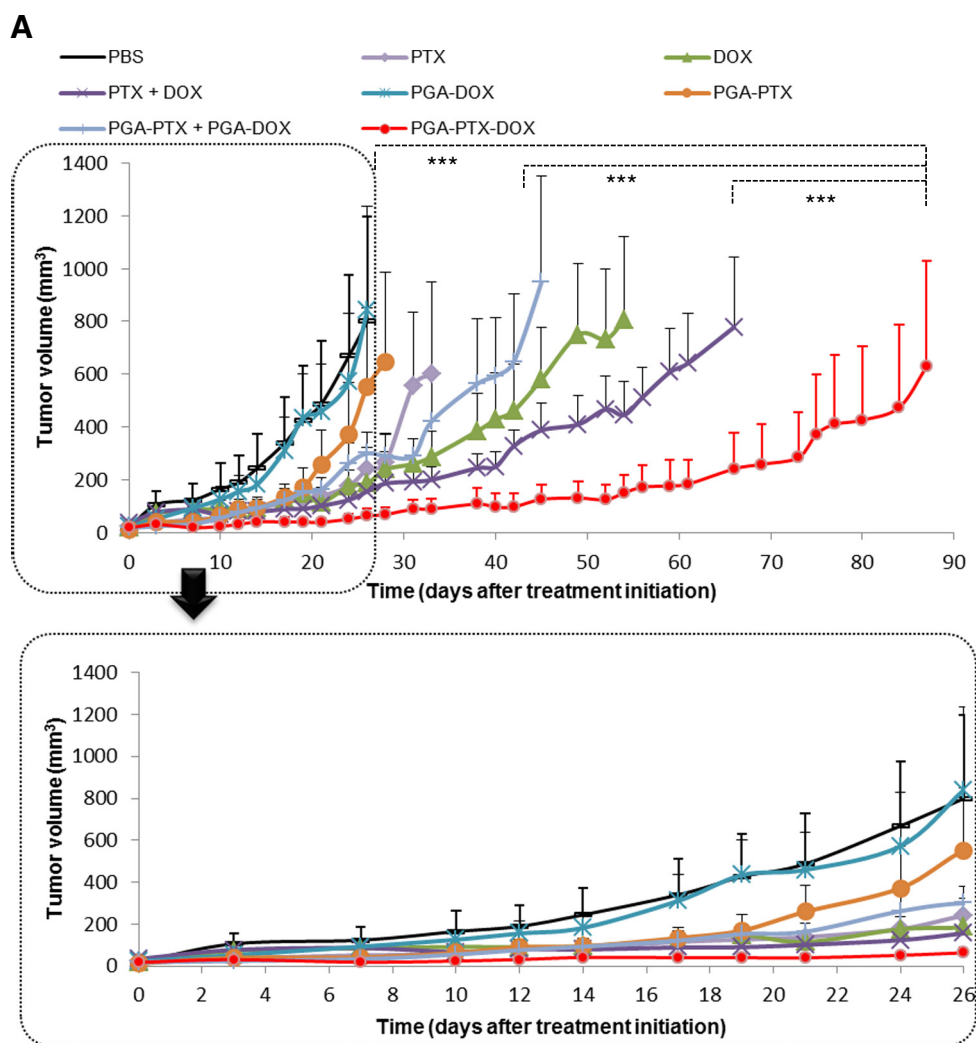 A
PBS PTX DOX
PTX + DOX PGA-DOX PGA-PTX
PGA-PTX + PGA-DOX PGA-PTX-DOX
1400
1200
1000
800
600
400
200
0
Tumor volume (mm³)
*** *** ***
0 10 20 30 40 50 60 70 80 90
Time (days after treatment initiation)
1400
1200
1000
800
600
400
200
0
Tumor volume (mm³)
0 2 4 6 8 10 12 14 16 18 20 22 24 26
Time (days after treatment initiation)